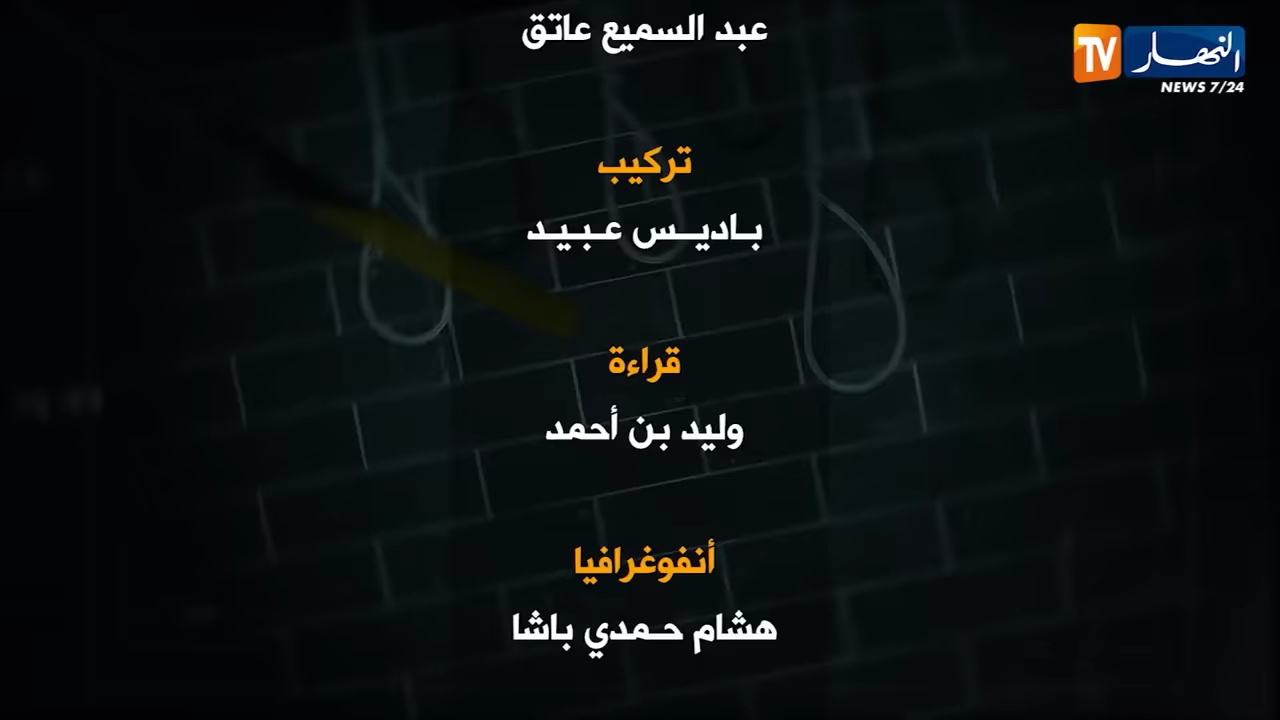 عبد السميع عاتق
النهار TV
NEWS 7/24
تركيب
باديس عبيد
قراءة
وليد بن أحمد
أنفوغرافيا
هشام حمدي باشا